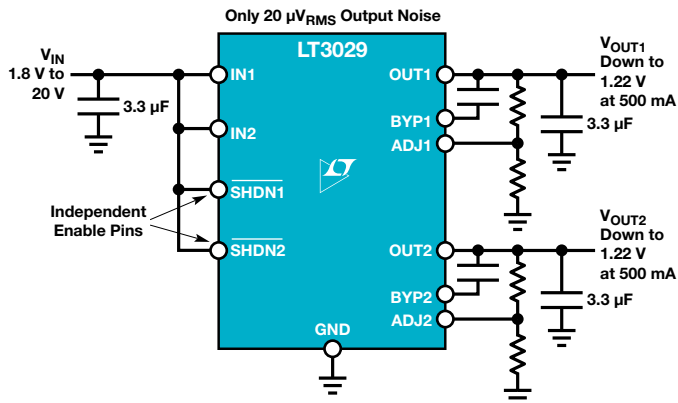 Only 20 µVRMS Output Noise
LT3029
VIN
1.8 V to
20 V
3.3 µF
IN1
IN2
SHDN1
SHDN2
Independent
Enable Pins
GND
OUT1
BYP1
ADJ1
VOUT1
Down to
1.22 V
at 500 mA
3.3 µF
OUT2
BYP2
ADJ2
VOUT2
Down to
1.22 V
at 500 mA
3.3 µF